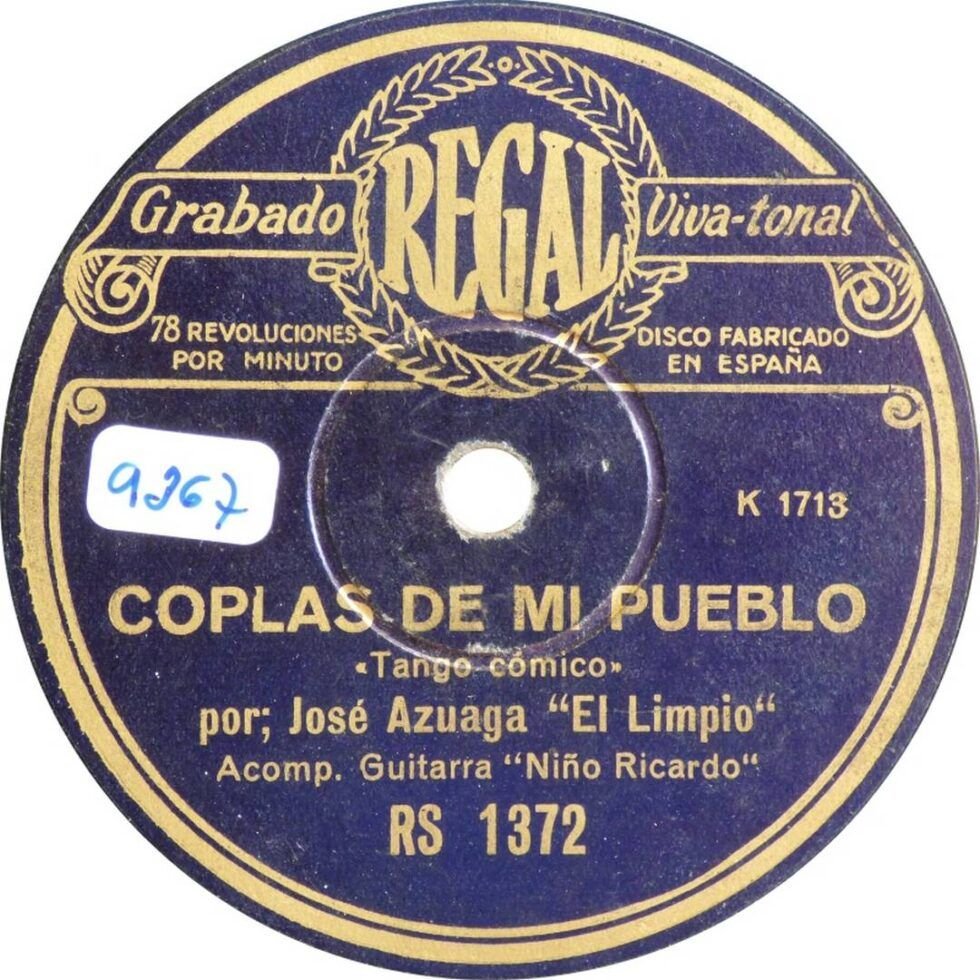 REGAL
Grabado Viva-tonal
78 REVOLUCIONES
POR MINUTO
DISCO FABRICADO
EN ESPAÑA
9367
K 1713
COPLAS DE MI PUEBLO
«Tango cómico»
por; José Azuaga "El Limpio"
Acomp. Guitarra "Niño Ricardo"
RS 1372